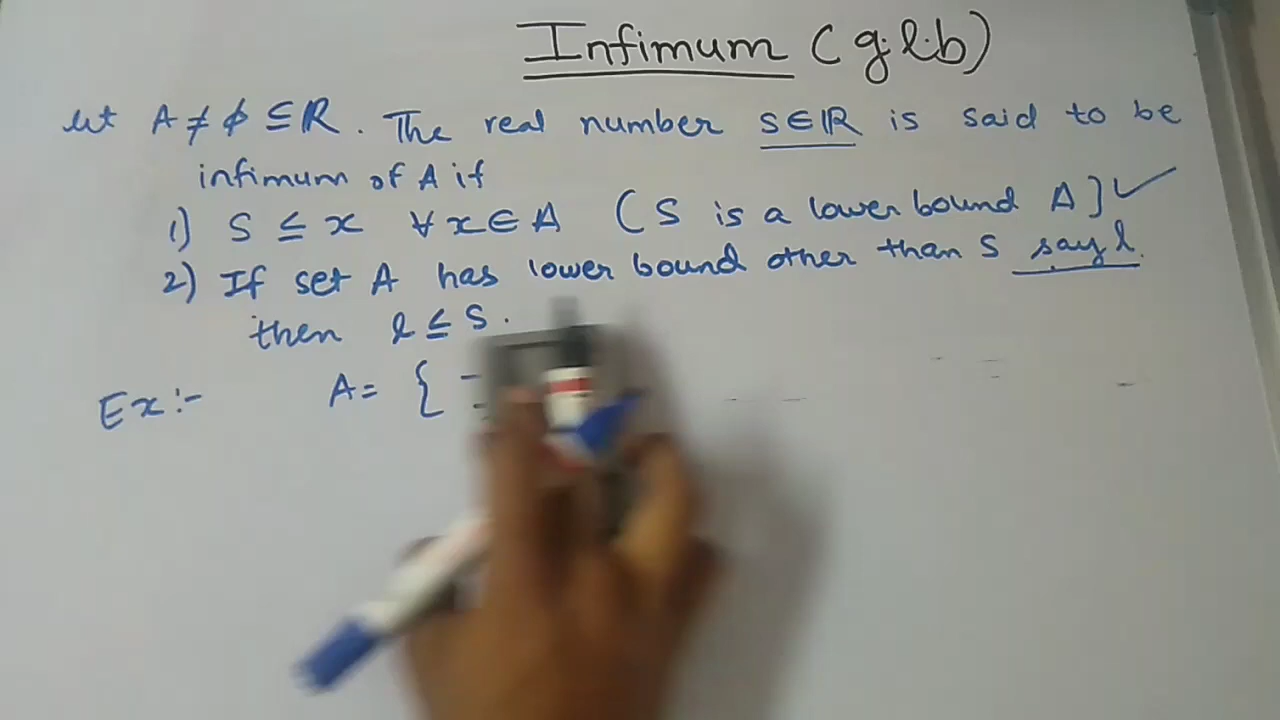 Infimum (g.l.b)
let A ≠ ϕ ⊆ ℝ. The real number s∈ℝ is said to be
infimum of A if
1) S ≤ x ∀ x ∈ A (S is a lower bound A] ✓
2) If set A has lower bound other than S say l.
then l ≤ S.
Ex:- A = {